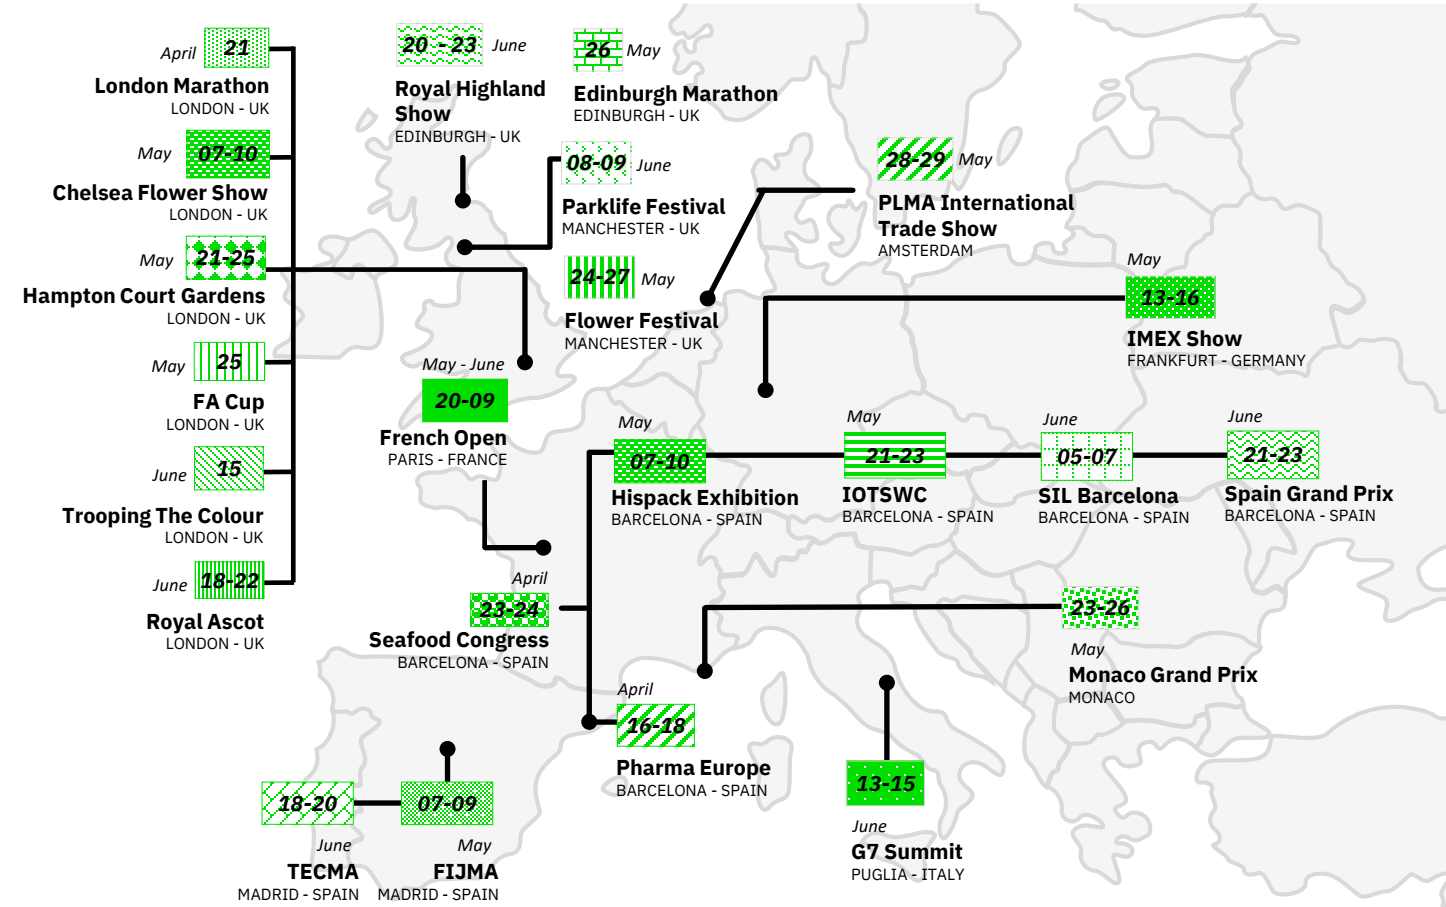 April 21
London Marathon
LONDON - UK
May 07-10
Chelsea Flower Show
LONDON - UK
May 21-25
Hampton Court Gardens
LONDON - UK
May 25
FA Cup
LONDON - UK
June 15
Trooping The Colour
LONDON - UK
June 18-22
Royal Ascot
LONDON - UK
20 - 23 June
Royal Highland
Show
EDINBURGH - UK
26 May
Edinburgh Marathon
EDINBURGH - UK
08-09 June
Parklife Festival
MANCHESTER - UK
24-27 May
Flower Festival
MANCHESTER - UK
28-29 May
PLMA International
Trade Show
AMSTERDAM
May
13-16
IMEX Show
FRANKFURT - GERMANY
May - June
20-09
French Open
PARIS - FRANCE
May
07-10
Hispack Exhibition
BARCELONA - SPAIN
May
21-23
IOTSWC
BARCELONA - SPAIN
June
05-07
SIL Barcelona
BARCELONA - SPAIN
June
21-23
Spain Grand Prix
BARCELONA - SPAIN
April
23-24
Seafood Congress
BARCELONA - SPAIN
April
16-18
Pharma Europe
BARCELONA - SPAIN
23-26
May
Monaco Grand Prix
MONACO
13-15
June
G7 Summit
PUGLIA - ITALY
18-20
June
TECMA
MADRID - SPAIN
07-09
May
FIJMA
MADRID - SPAIN